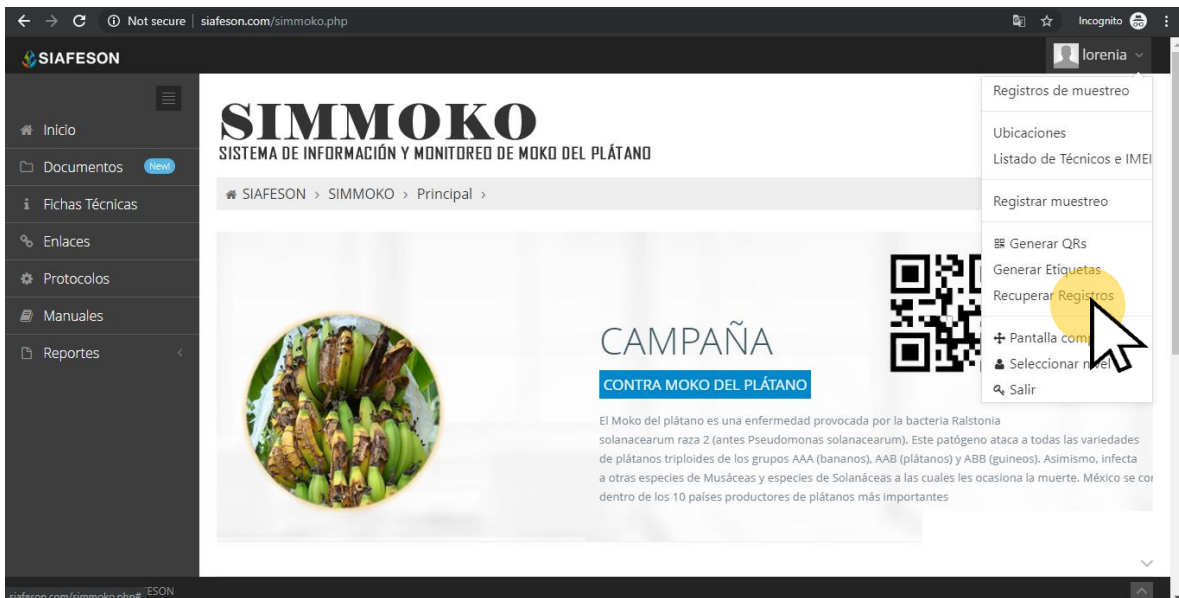 Not secure | siafeson.com/simmoko.php
Incognito
SIAFESON
lorenia
Inicio
Documentos New!
Fichas Técnicas
Enlaces
Protocolos
Manuales
Reportes
SIMMOKO
SISTEMA DE INFORMACIÓN Y MONITOREO DE MOKO DEL PLÁTANO
SIAFESON > SIMMOKO > Principal >
Registros de muestreo
Ubicaciones
Listado de Técnicos e IMEI
Registrar muestreo
Generar QRs
Generar Etiquetas
Recuperar Registros
Pantalla
Seleccionar
Salir
CAMPAÑA
CONTRA MOKO DEL PLÁTANO
El Moko del plátano es una enfermedad provocada por la bacteria Ralstonia
solanacearum raza 2 (antes Pseudomonas solanacearum). Este patógeno ataca a todas las variedades
de plátanos triploides de los grupos AAA (bananos), AAB (plátanos) y ABB (guineos). Asimismo, infecta
a otras especies de Musáceas y especies de Solanáceas a las cuales les ocasiona la muerte. México se
dentro de los 10 países productores de plátanos más importantes
siafeson.com/simmoko.php#